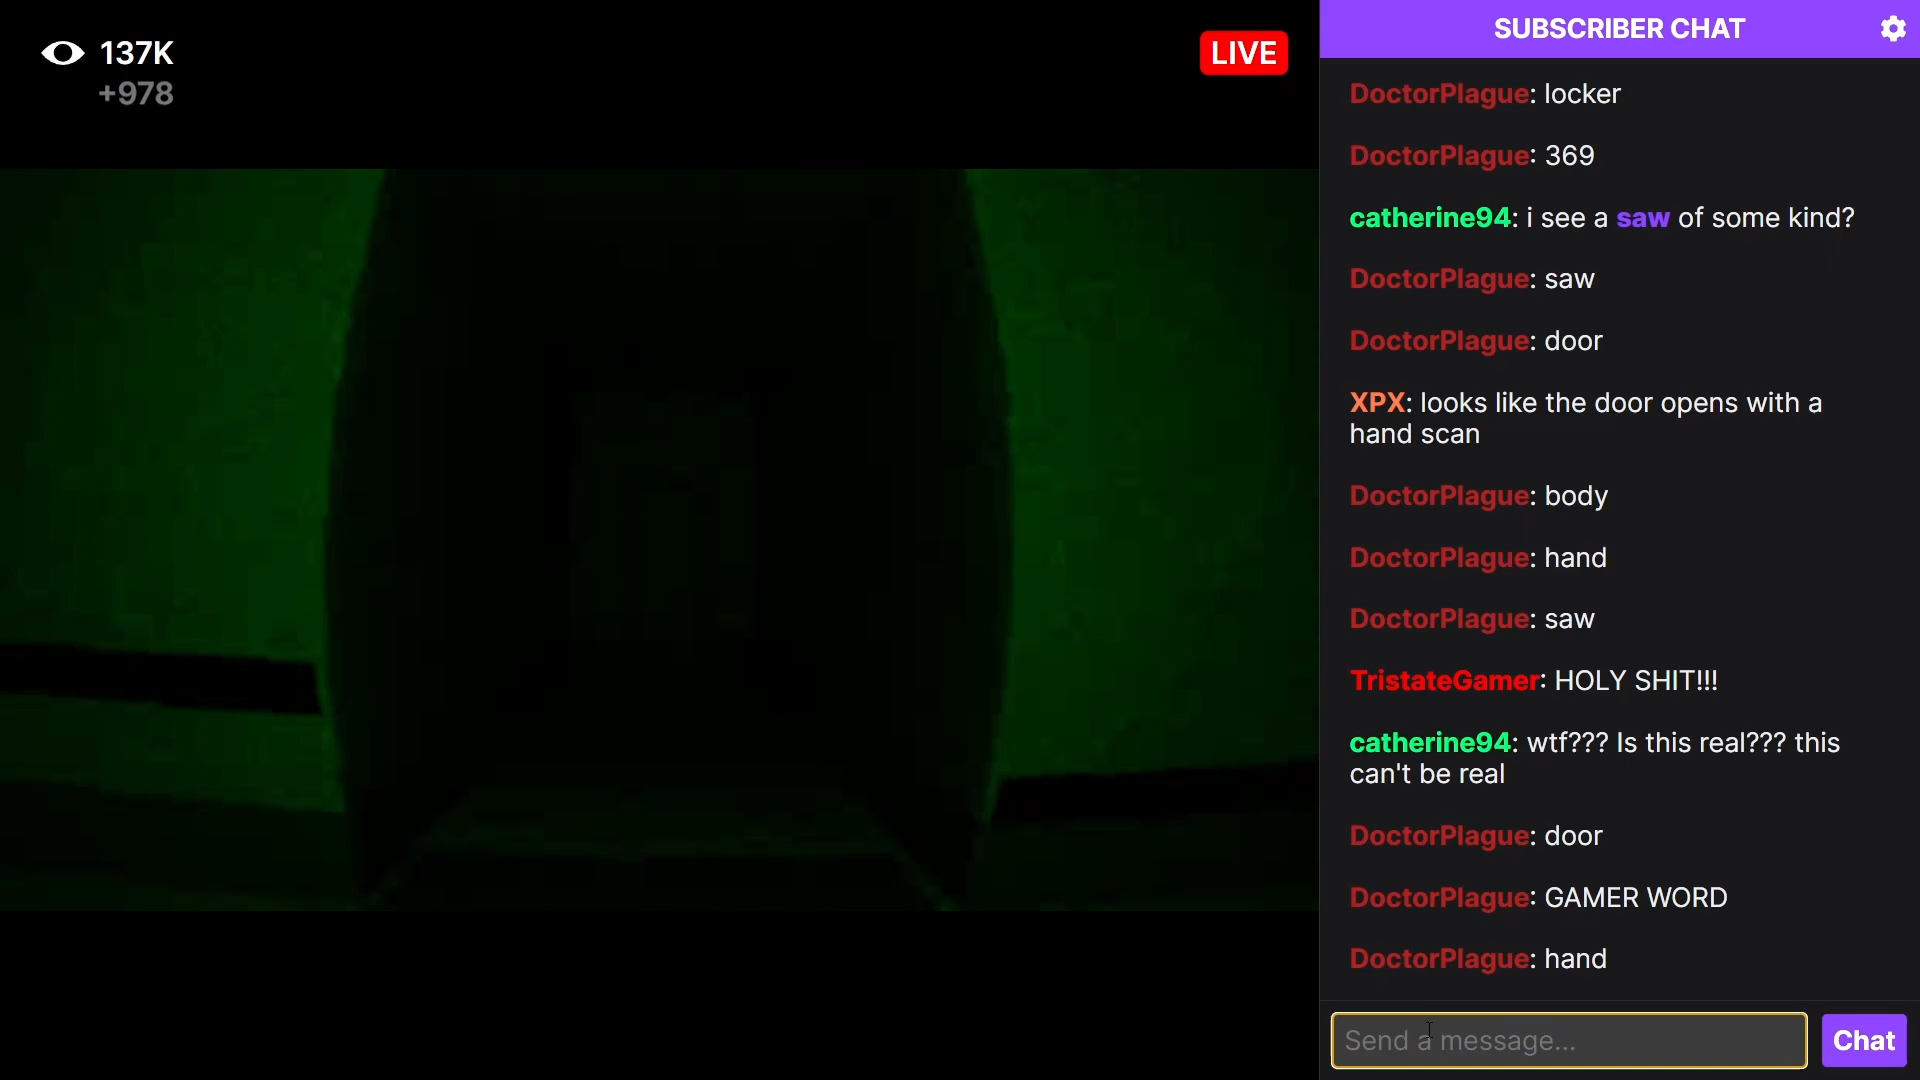 137K
+978
LIVE
SUBSCRIBER CHAT
DoctorPlague: locker
DoctorPlague: 369
catherine94: i see a saw of some kind?
DoctorPlague: saw
DoctorPlague: door
XPX: looks like the door opens with a
hand scan
DoctorPlague: body
DoctorPlague: hand
DoctorPlague: saw
TristateGamer: HOLY SHIT!!!
catherine94: wtf??? Is this real??? this
can't be real
DoctorPlague: door
DoctorPlague: GAMER WORD
DoctorPlague: hand
Send a message...
Chat